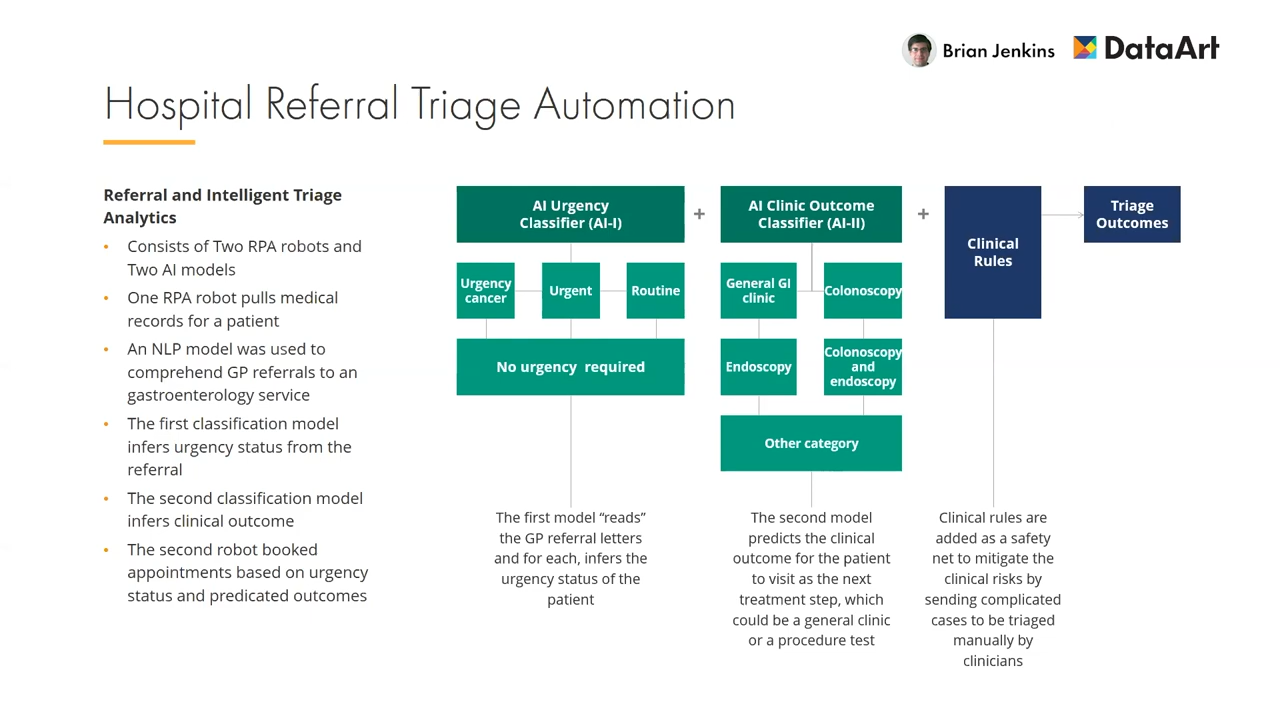 Brian Jenkins
DataArt
Hospital Referral Triage Automation
Referral and Intelligent Triage
Analytics
• Consists of Two RPA robots and
Two AI models
• One RPA robot pulls medical
records for a patient
• An NLP model was used to
comprehend GP referrals to an
gastroenterology service
• The first classification model
infers urgency status from the
referral
• The second classification model
infers clinical outcome
• The second robot booked
appointments based on urgency
status and predicated outcomes
AI Urgency
Classifier (AI-I)
+
AI Clinic Outcome
Classifier (AI-II)
+
Clinical
Rules
Triage
Outcomes
Urgency
cancer
Urgent
Routine
No urgency required
General GI
clinic
Colonoscopy
Endoscopy
Colonoscopy
and
endoscopy
Other category
The first model “reads”
the GP referral letters
and for each, infers the
urgency status of the
patient
The second model
predicts the clinical
outcome for the patient
to visit as the next
treatment step, which
could be a general clinic
or a procedure test
Clinical rules are
added as a safety
net to mitigate the
clinical risks by
sending complicated
cases to be triaged
manually by
clinicians